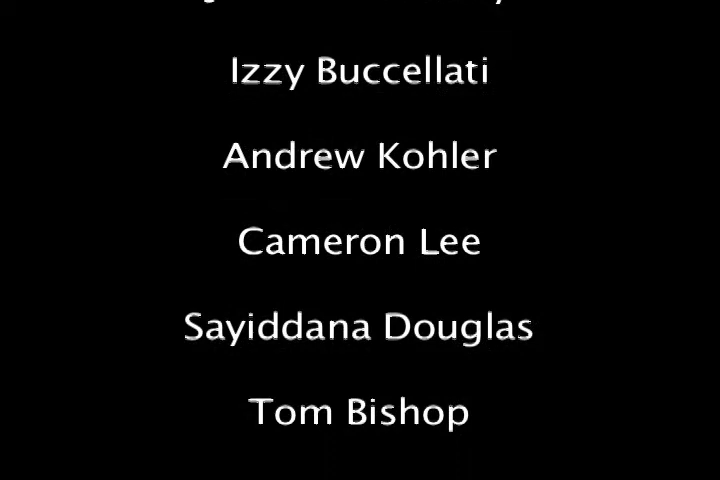 Izzy Buccellati
Andrew Kohler
Cameron Lee
Sayiddana Douglas
Tom Bishop